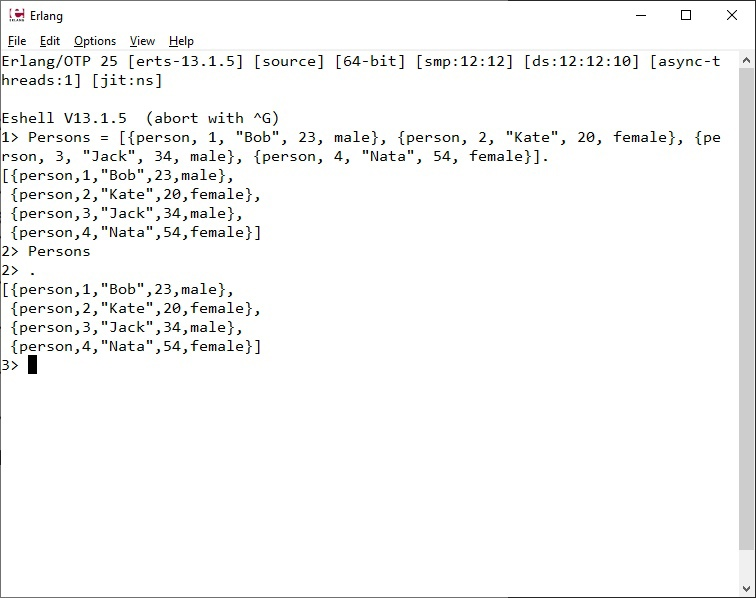 Erlang
File Edit Options View Help
Erlang/OTP 25 [erts-13.1.5] [source] [64-bit] [smp:12:12] [ds:12:12:10] [async-t
hreads:1] [jit:ns]
Eshell V13.1.5  (abort with ^G)
1> Persons = [{person, 1, "Bob", 23, male}, {person, 2, "Kate", 20, female}, {pe
rson, 3, "Jack", 34, male}, {person, 4, "Nata", 54, female}].
[{person,1,"Bob",23,male},
 {person,2,"Kate",20,female},
 {person,3,"Jack",34,male},
 {person,4,"Nata",54,female}]
2> Persons
2> .
[{person,1,"Bob",23,male},
 {person,2,"Kate",20,female},
 {person,3,"Jack",34,male},
 {person,4,"Nata",54,female}]
3>